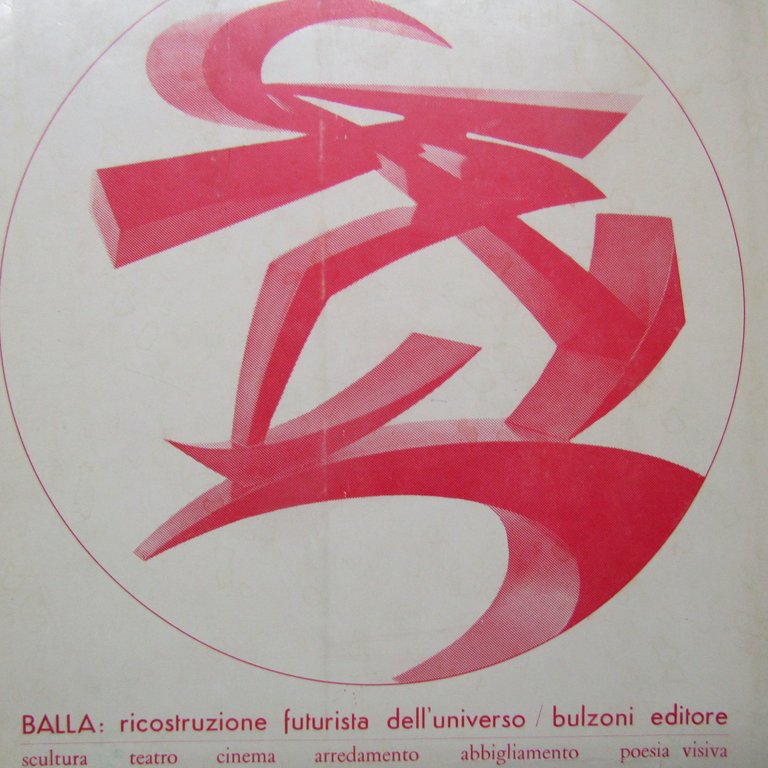 BALLA: ricostruzione futurista dell'universo / bulzoni editore
scultura teatro cinema arredamento abbigliamento poesia visiva